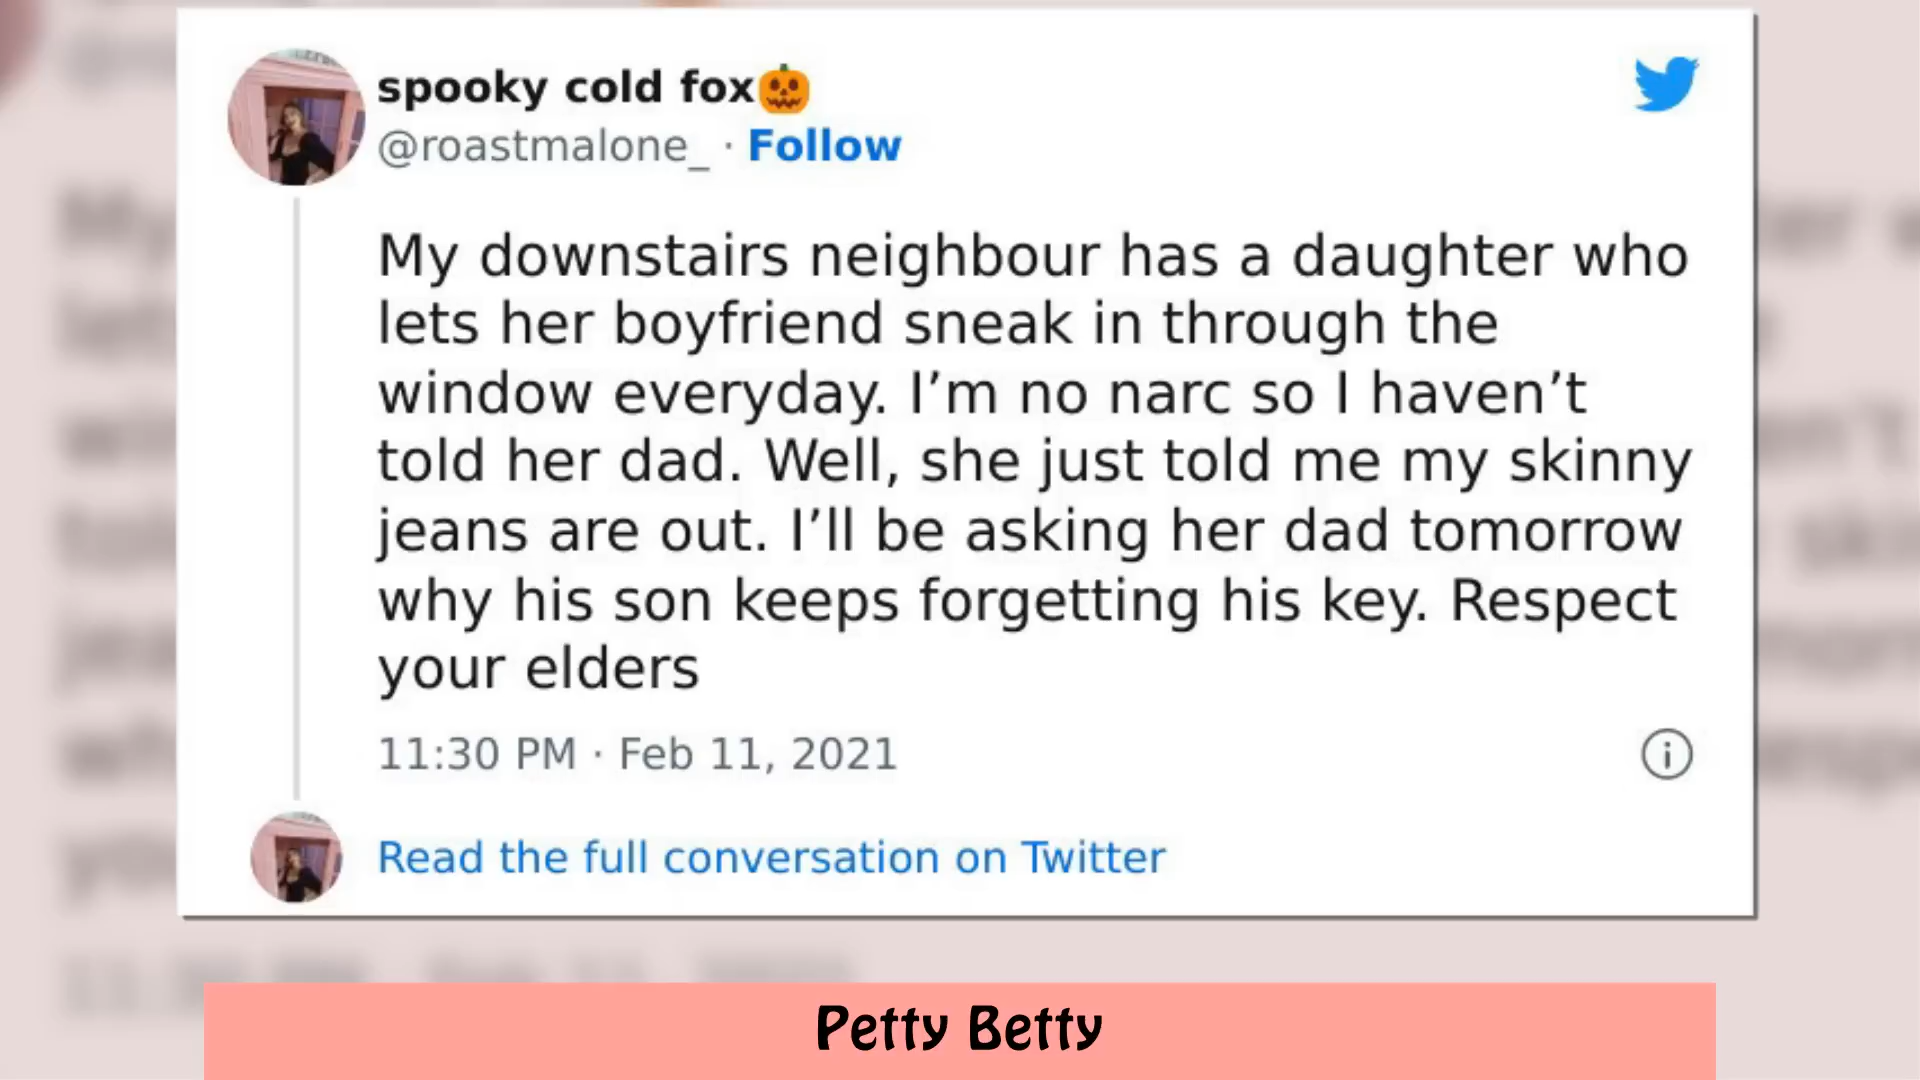 spooky cold fox🎃
@roastmalone_ · Follow
My downstairs neighbour has a daughter who
lets her boyfriend sneak in through the
window everyday. I’m no narc so I haven’t
told her dad. Well, she just told me my skinny
jeans are out. I’ll be asking her dad tomorrow
why his son keeps forgetting his key. Respect
your elders
11:30 PM · Feb 11, 2021
Read the full conversation on Twitter
Petty Betty